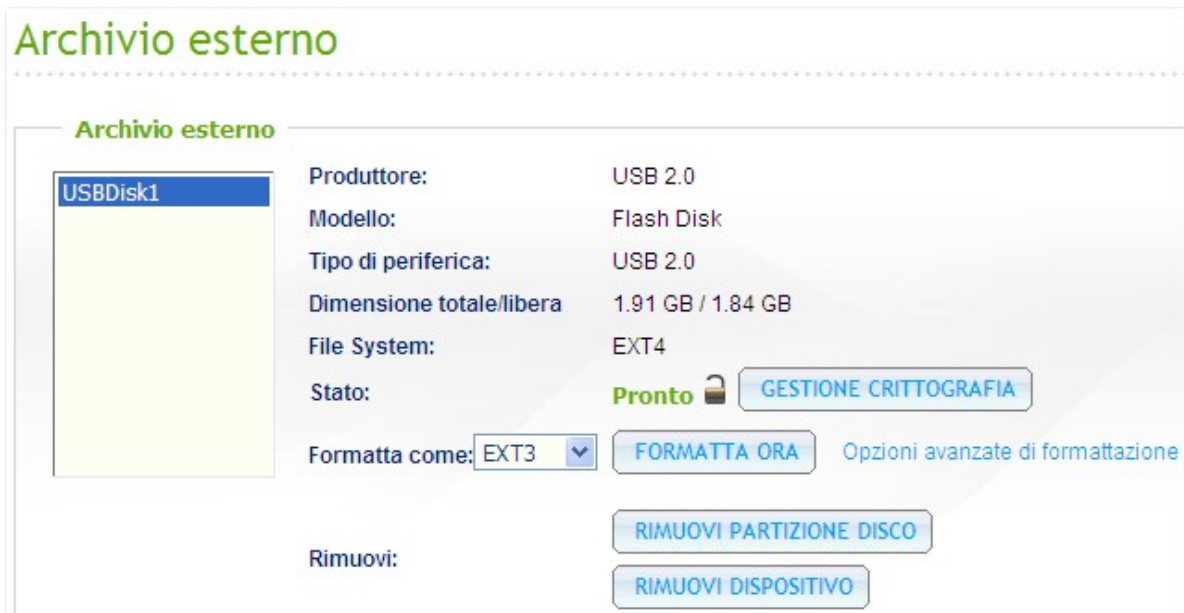 Archivio esterno
Archivio esterno
USBDisk1
Produttore: USB 2.0
Modello: Flash Disk
Tipo di periferica: USB 2.0
Dimensione totale/libera 1.91 GB / 1.84 GB
File System: EXT4
Stato: Pronto GESTIONE CRITTOGRAFIA
Formatta come: EXT3 FORMATTA ORA Opzioni avanzate di formattazione
Rimuovi: RIMUOVI PARTIZIONE DISCO
RIMUOVI DISPOSITIVO